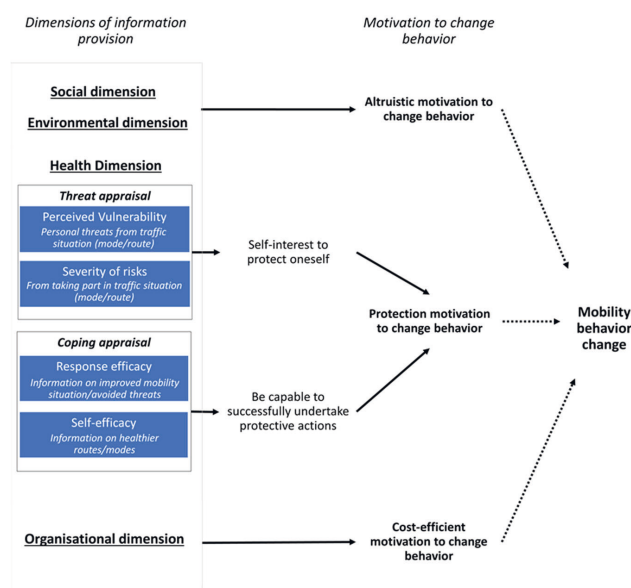 Dimensions of information
provision
Motivation to change
behavior
Social dimension
Environmental dimension
Altruistic motivation to
change behavior
Health Dimension
Threat appraisal
Perceived Vulnerability
Personal threats from traffic
situation (mode/route)
Severity of risks
From taking part in traffic situation
(mode/route)
Self-interest to
protect oneself
Protection motivation
to change behavior
Mobility
behavior
change
Coping appraisal
Response efficacy
Information on improved mobility
situation/avoided threats
Self-efficacy
Information on healthier
routes/modes
Be capable to
successfully undertake
protective actions
Organisational dimension
Cost-efficient
motivation to change
behavior